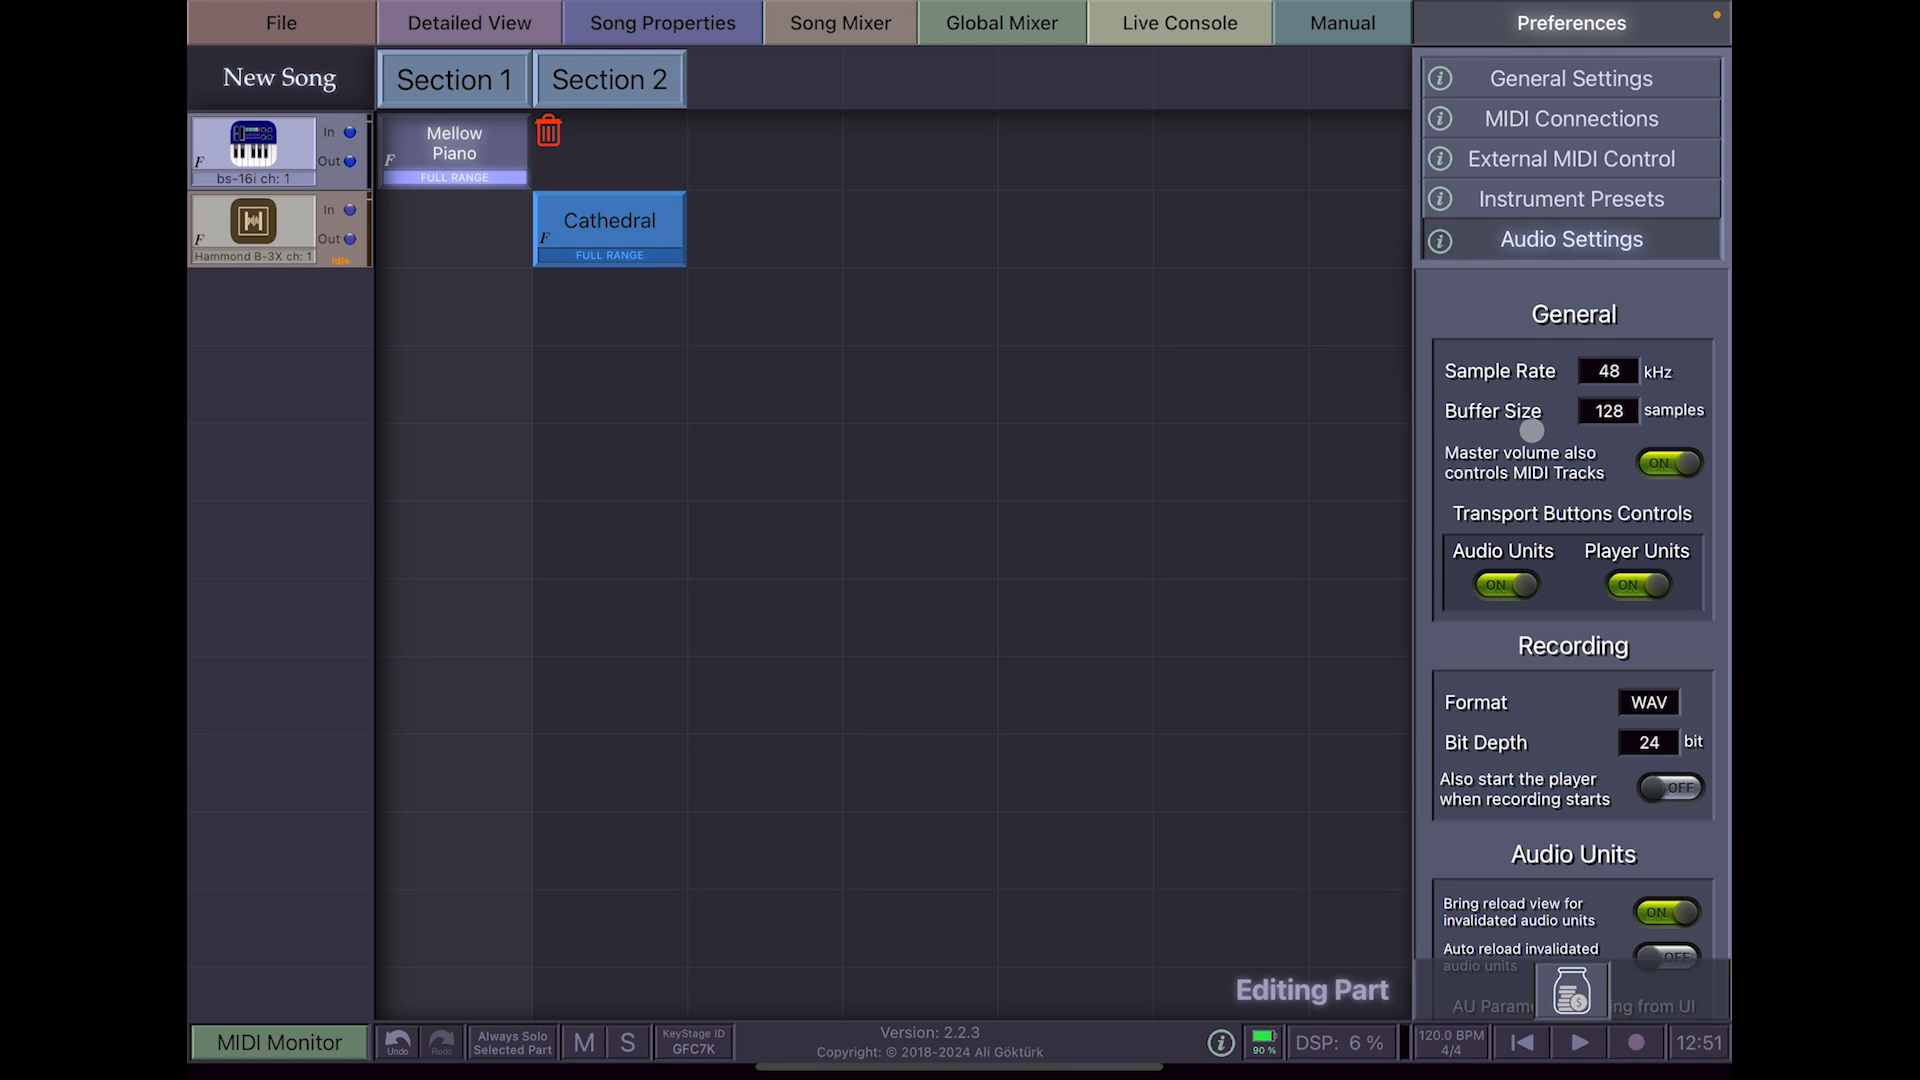 File
Detailed View
Song Properties
Song Mixer
Global Mixer
Live Console
Manual
Preferences
New Song
Section 1
Section 2
General Settings
MIDI Connections
External MIDI Control
Instrument Presets
Audio Settings
In
Out
F
bs-16i ch: 1
Mellow
Piano
F
FULL RANGE
In
Out
F
Hammond B-3X ch: 1
Idle
Cathedral
F
FULL RANGE
General
Sample Rate
48
kHz
Buffer Size
128
samples
Master volume also
controls MIDI Tracks
ON
Transport Buttons Controls
Audio Units
Player Units
ON
ON
Recording
Format
WAV
Bit Depth
24
bit
Also start the player
when recording starts
OFF
Audio Units
Bring reload view for
invalidated audio units
ON
Auto reload invalidated
audio units
OFF
from UI
Editing Part
MIDI Monitor
Undo
Redo
Always Solo
Selected Part
M
S
KeyStage ID
GFC7K
Version: 2.2.3
Copyright: © 2018-2024 Ali Göktürk
90 %
DSP: 6 %
120.0 BPM
4/4
12:51